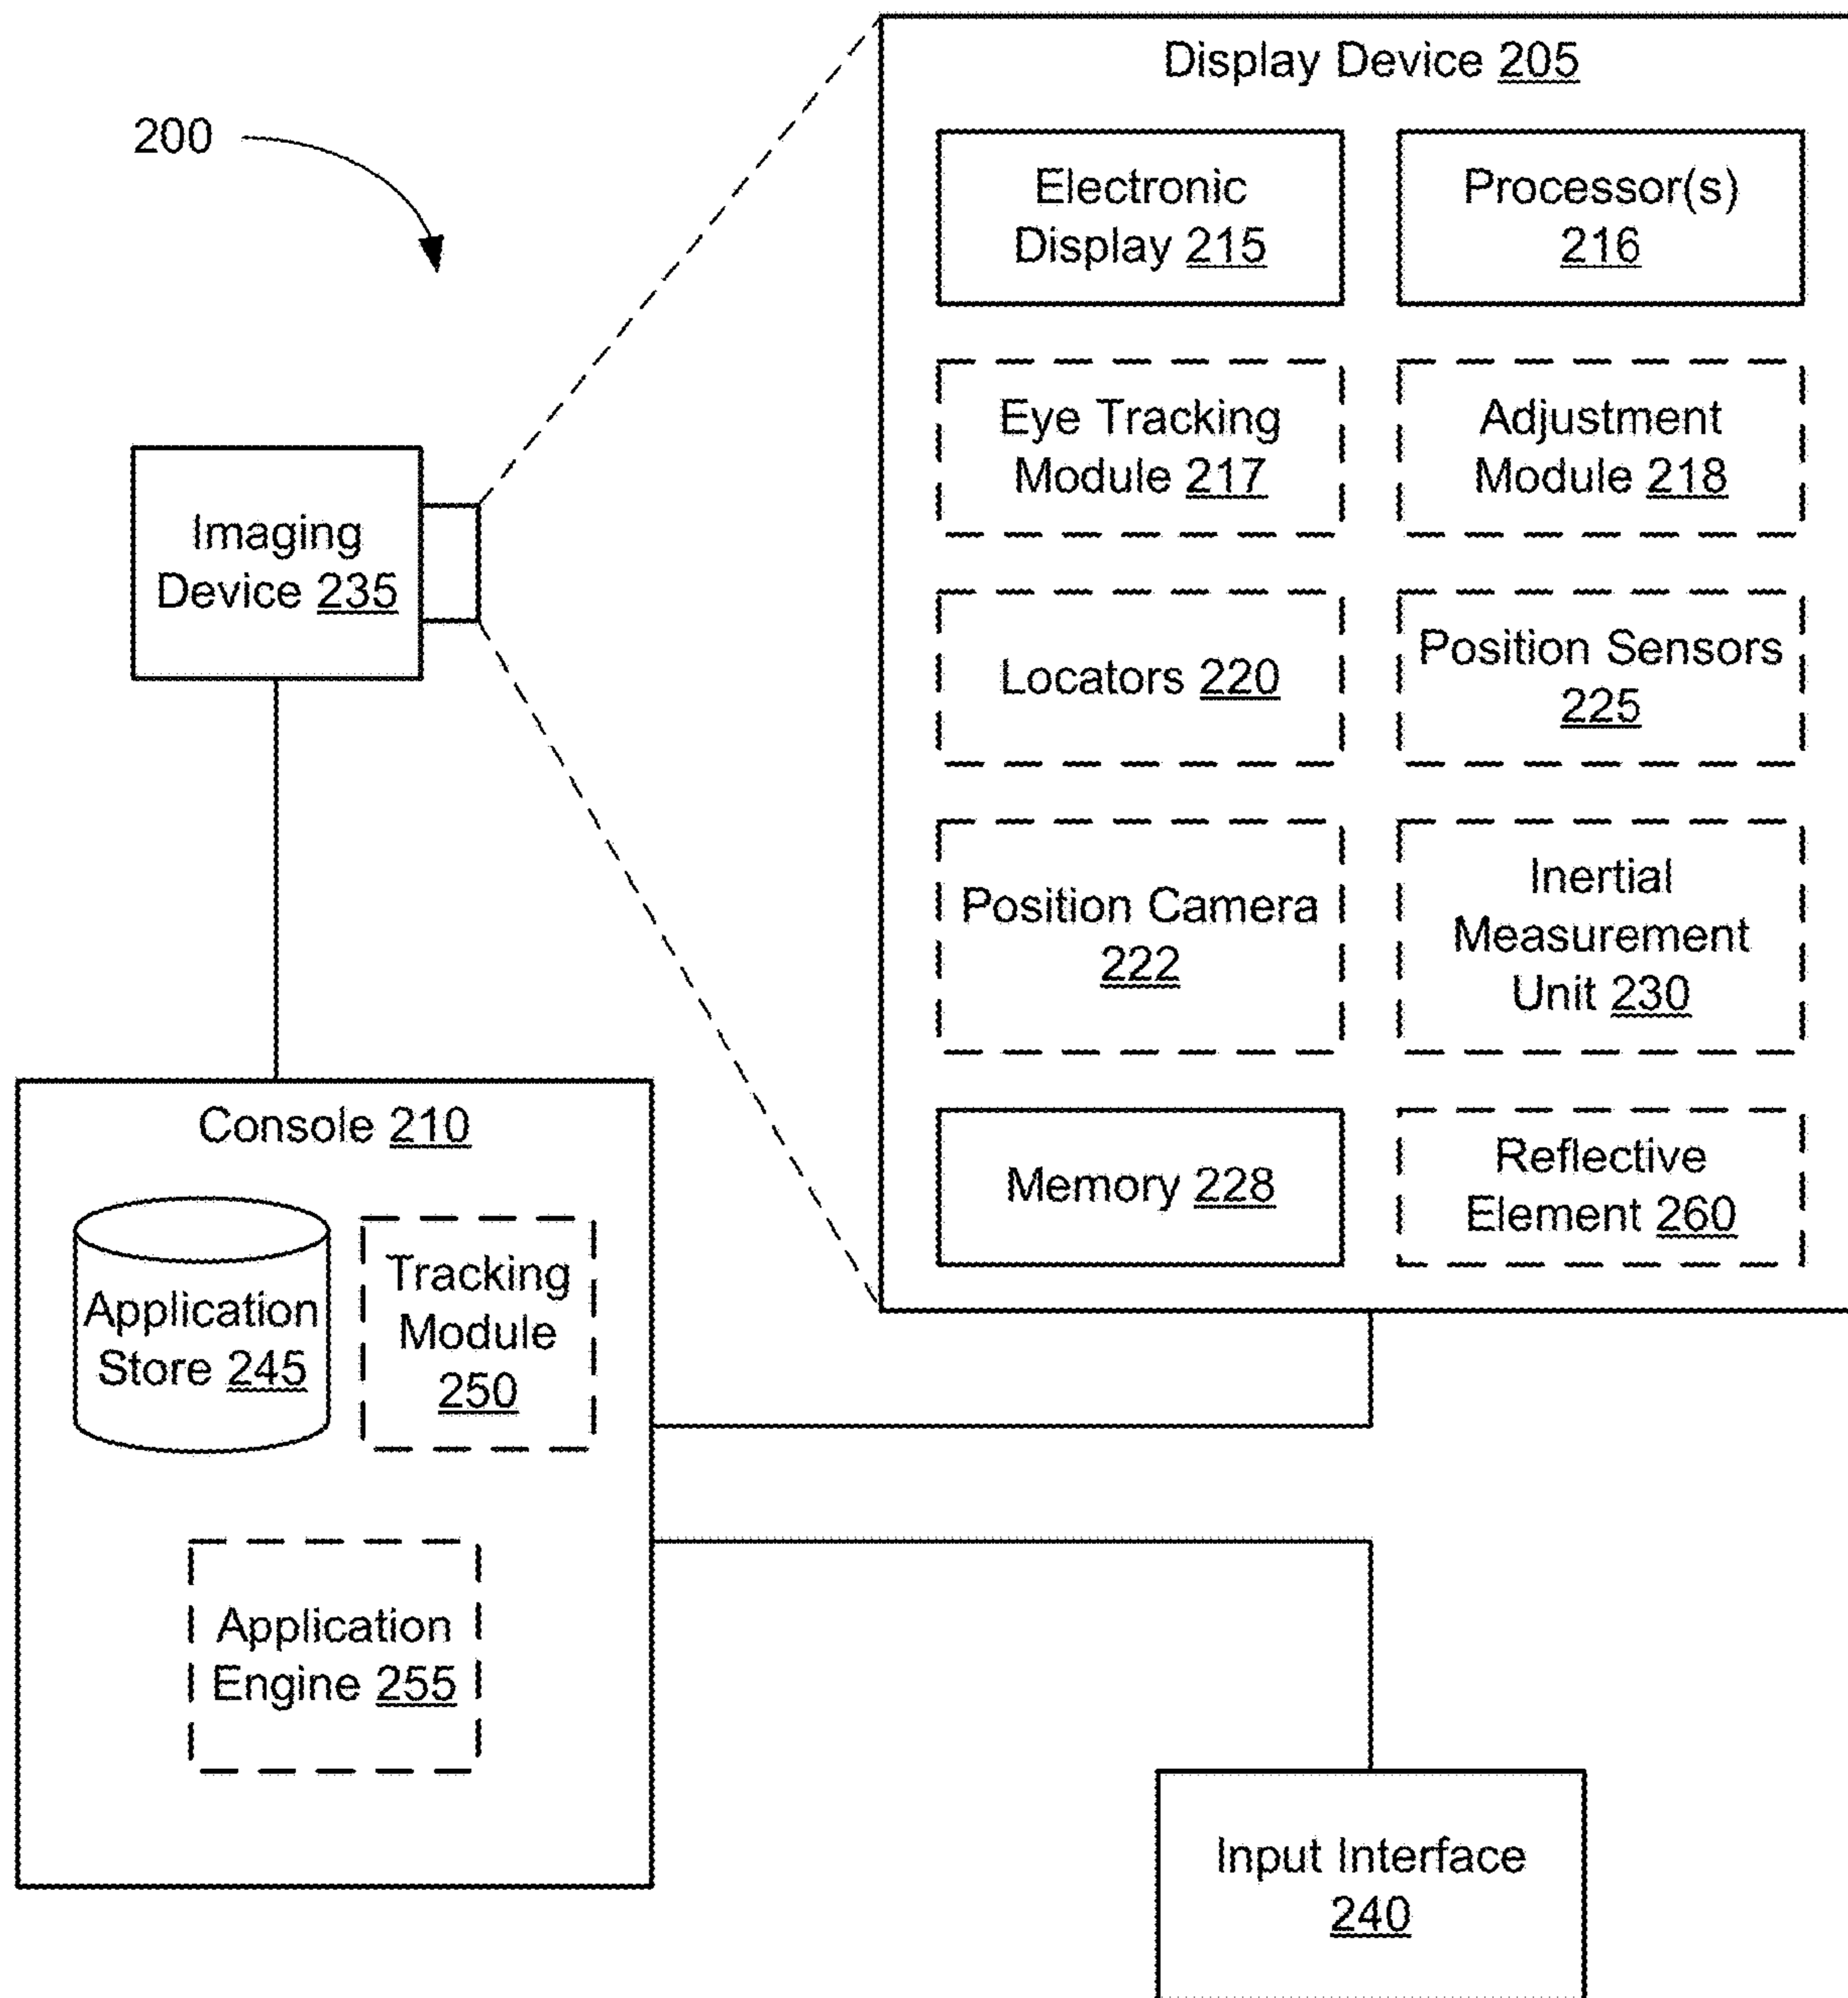 200
Display Device 205
Electronic
Display 215
Processor(s)
216
Eye Tracking
Module 217
Adjustment
Module 218
Imaging
Device 235
Locators 220
Position Sensors
225
Position Camera
222
Inertial
Measurement
Unit 230
Memory 228
Reflective
Element 260
Console 210
Application
Store 245
Tracking
Module
250
Application
Engine 255
Input Interface
240